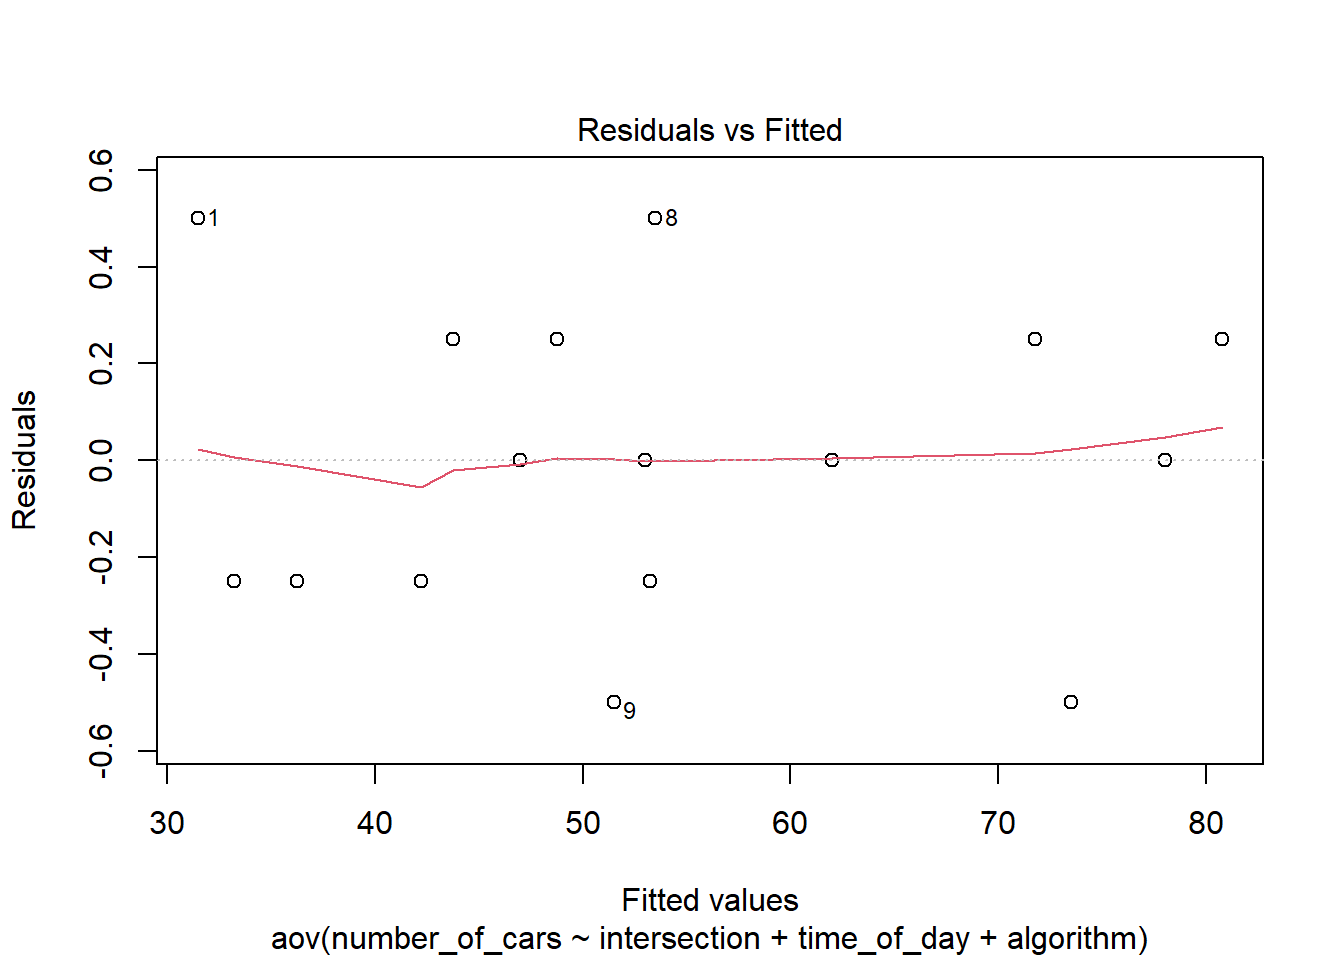 Residuals vs Fitted
0.6
0.4
0.2
0.0
-0.2
-0.4
-0.6
Residuals
1
8
9
30 40 50 60 70 80
Fitted values
aov(number_of_cars ~ intersection + time_of_day + algorithm)